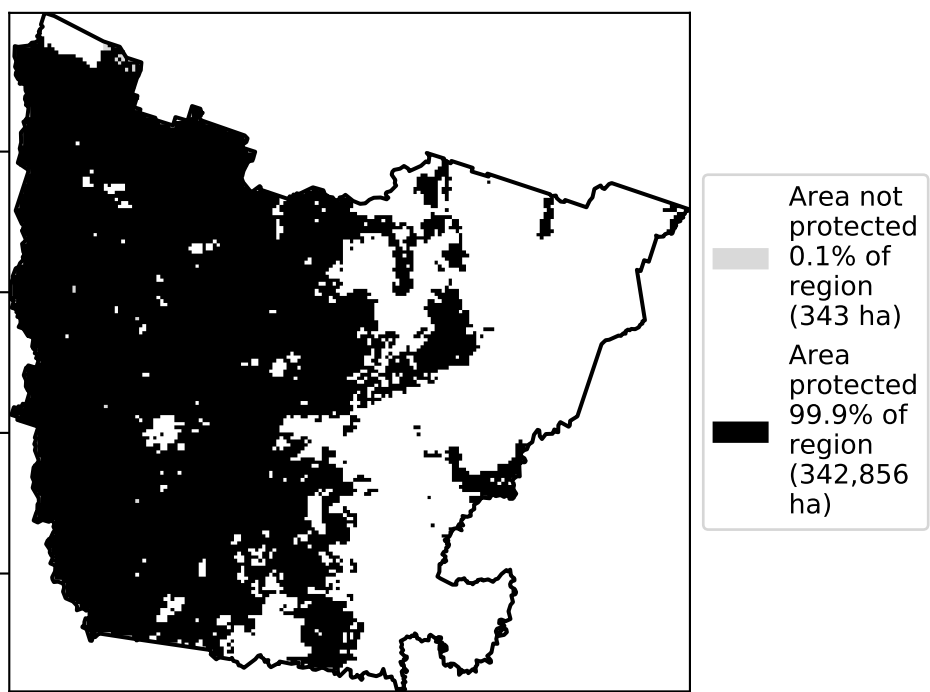 Area not
protected
0.1% of
region
(343 ha)
Area
protected
99.9% of
region
(342,856
ha)